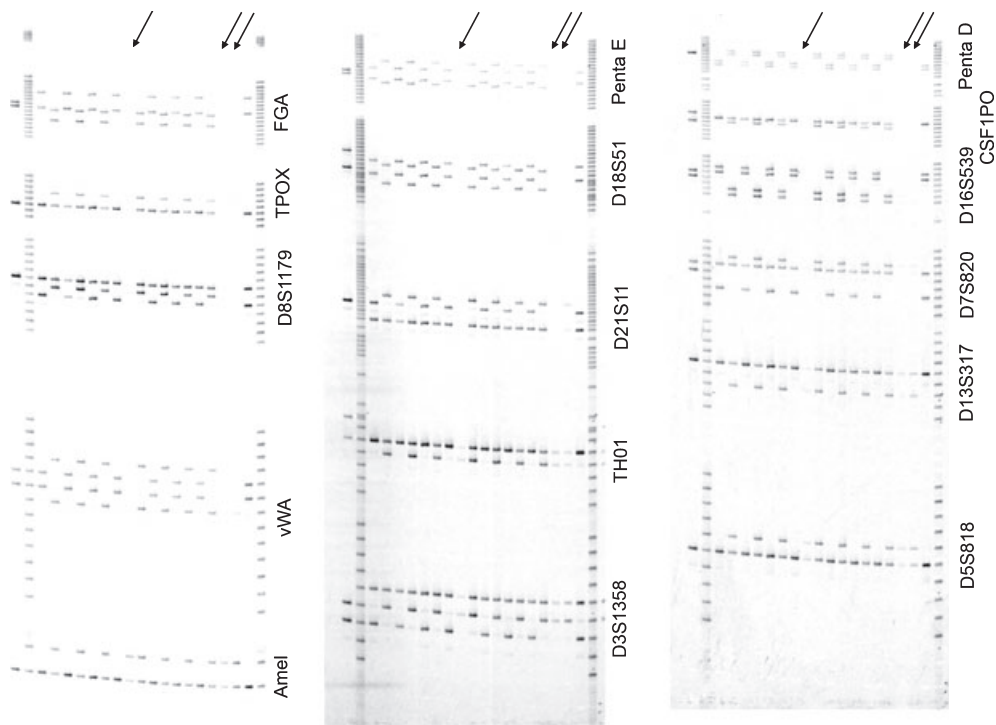 FGA
TPOX
D8S1179
vWA
Amel
Penta E
D18S51
D21S11
TH01
D3S1358
Penta D
CSF1PO
D16S539
D7S820
D13S317
D5S818